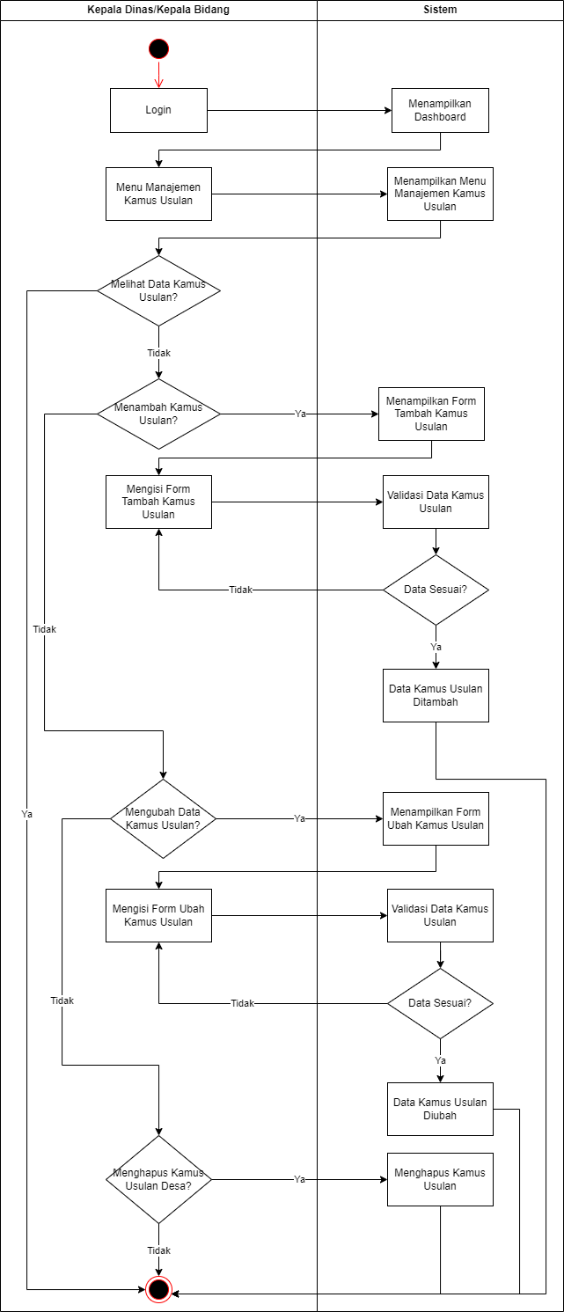 Kepala Dinas/Kepala Bidang
Sistem
Login
Menampilkan
Dashboard
Menu Manajemen
Kamus Usulan
Menampilkan Menu
Manajemen Kamus
Usulan
Melihat Data Kamus
Usulan?
Tidak
Menambah Kamus
Usulan?
Ya
Menampilkan Form
Tambah Kamus
Usulan
Mengisi Form
Tambah Kamus
Usulan
Validasi Data Kamus
Usulan
Tidak
Data Sesuai?
Tidak
Ya
Data Kamus Usulan
Ditambah
Ya
Mengubah Data
Kamus Usulan?
Ya
Menampilkan Form
Ubah Kamus Usulan
Mengisi Form Ubah
Kamus Usulan
Validasi Data Kamus
Usulan
Tidak
Tidak
Data Sesuai?
Ya
Data Kamus Usulan
Diubah
Menghapus Kamus
Usulan Desa?
Ya
Menghapus Kamus
Usulan
Tidak